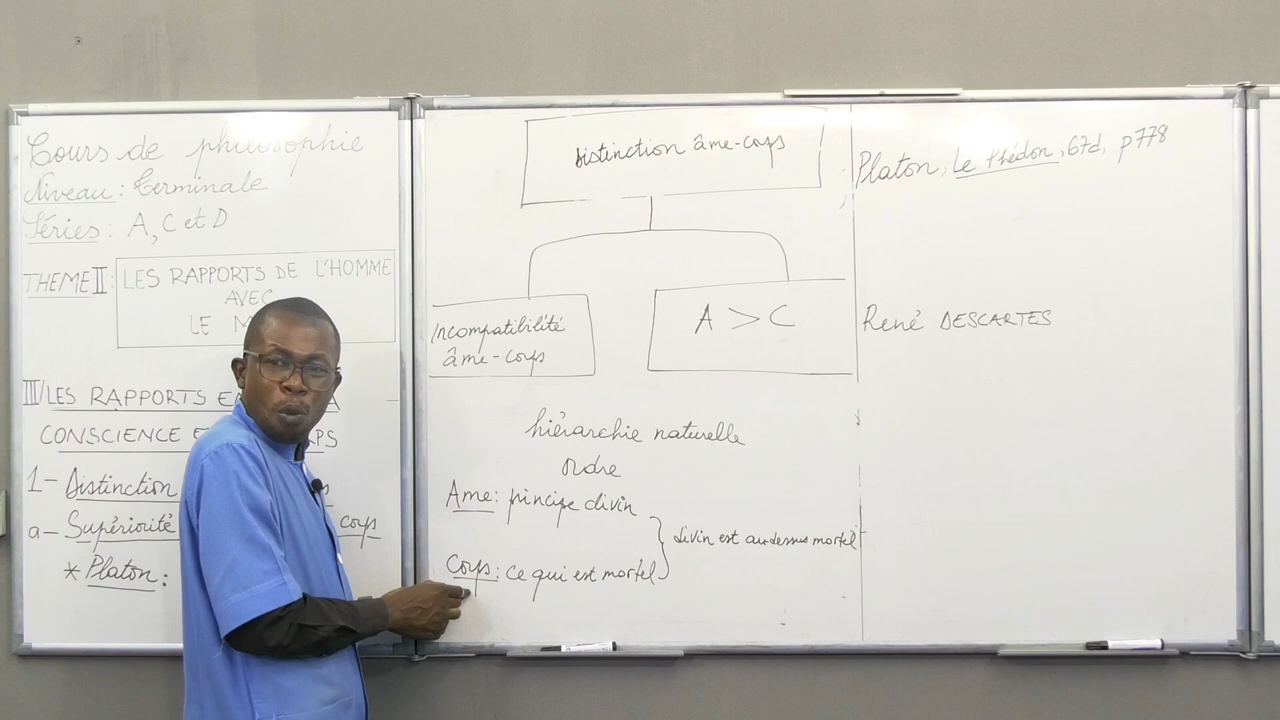 Cours de philosophie
Niveau : Terminale
Séries : A, C et D
THEME II :
LES RAPPORTS DE L'HOMME
AVEC
LE M
III/ LES RAPPORTS E
CONSCIENCE E
1- Distinction
a- Supériorité corps
* Platon :
Distinction âme-corps
Incompatibilité
âme-corps
A > C
hiérarchie naturelle
ordre
Ame : principe divin
Corps : ce qui est mortel
divin est au dessus mortel
Platon, Le Phédon, 67d, p778
René DESCARTES